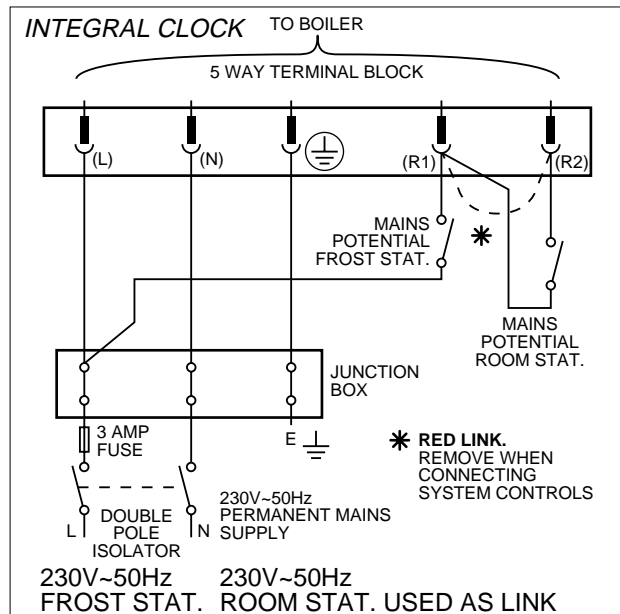 INTEGRAL CLOCK
TO BOILER
5 WAY TERMINAL BLOCK
(L)
(N)
(R1)
(R2)
MAINS
POTENTIAL
FROST STAT.
MAINS
POTENTIAL
ROOM STAT.
JUNCTION
BOX
3 AMP
FUSE
E
RED LINK.
REMOVE WHEN
CONNECTING
SYSTEM CONTROLS
L
DOUBLE
POLE
ISOLATOR
N
230V~50Hz
PERMANENT MAINS
SUPPLY
230V~50Hz
FROST STAT.
230V~50Hz
ROOM STAT. USED AS LINK